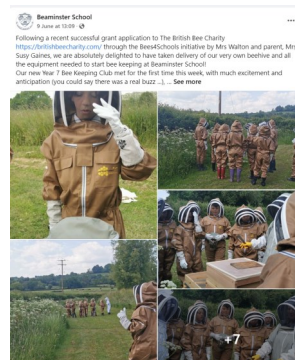 Beaminster School
9 June at 12:09 ·
Following a recent successful grant application to The British Bee Charity
https://britishbeecharity.com/ through the Bees4Schools initiative by Mrs Walton and parent, Mrs
Susy Gaines, we are absolutely delighted to have taken delivery of our very own beehive and all
the equipment needed to start bee keeping at Beaminster School!
Our new Year 7 Bee Keeping Club met for the first time this week, with much excitement and
anticipation (you could say there was a real buzz ...), ... See more
+7